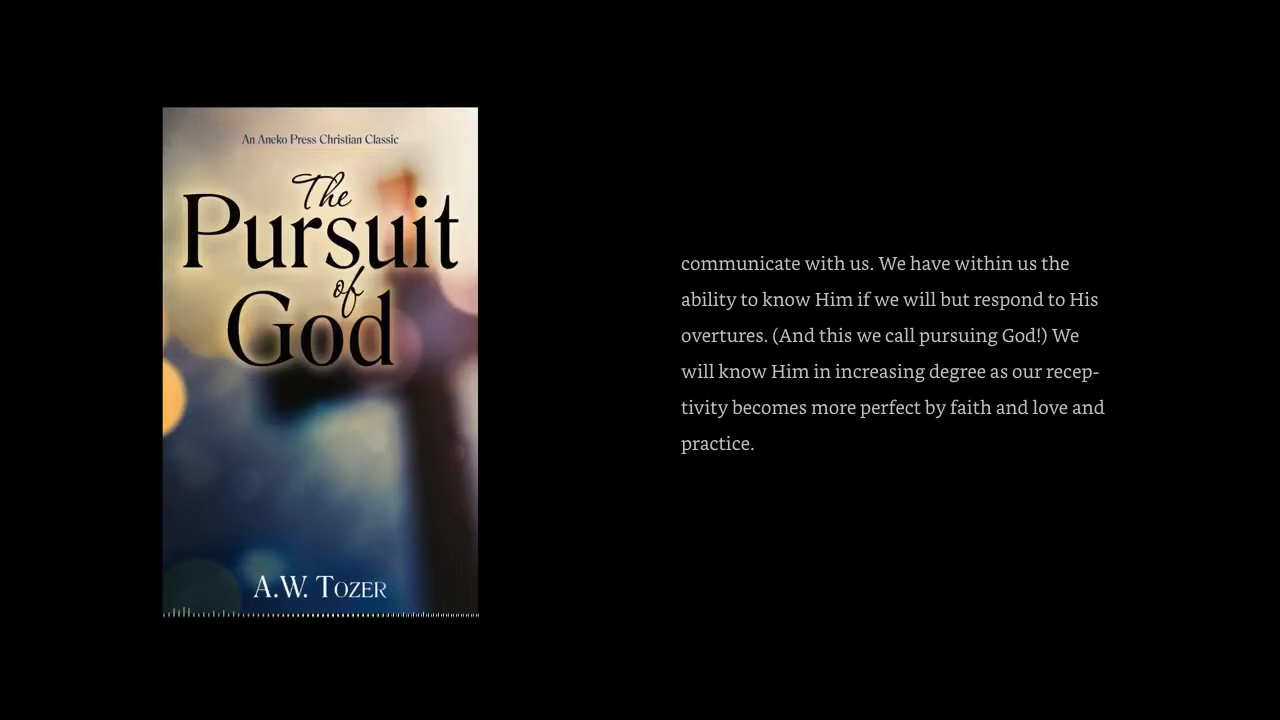 An Aneko Press Christian Classic
The
Pursuit
of
God
A.W. Tozer
communicate with us. We have within us the
ability to know Him if we will but respond to His
overtures. (And this we call pursuing God!) We
will know Him in increasing degree as our recep-
tivity becomes more perfect by faith and love and
practice.